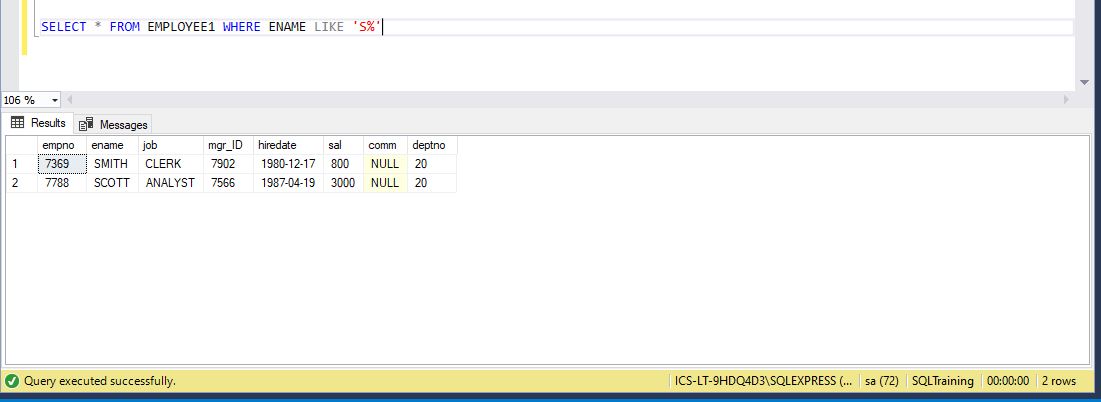 SELECT * FROM EMPLOYEE1 WHERE ENAME LIKE 'S%'
106 %
Results Messages
empno ename job mgr_ID hiredate sal comm deptno
1 7369 SMITH CLERK 7902 1980-12-17 800 NULL 20
2 7788 SCOTT ANALYST 7566 1987-04-19 3000 NULL 20
Query executed successfully. ICS-LT-9HDQ4D3\SQLEXPRESS (... sa (72) SQLTraining 00:00:00 2 rows